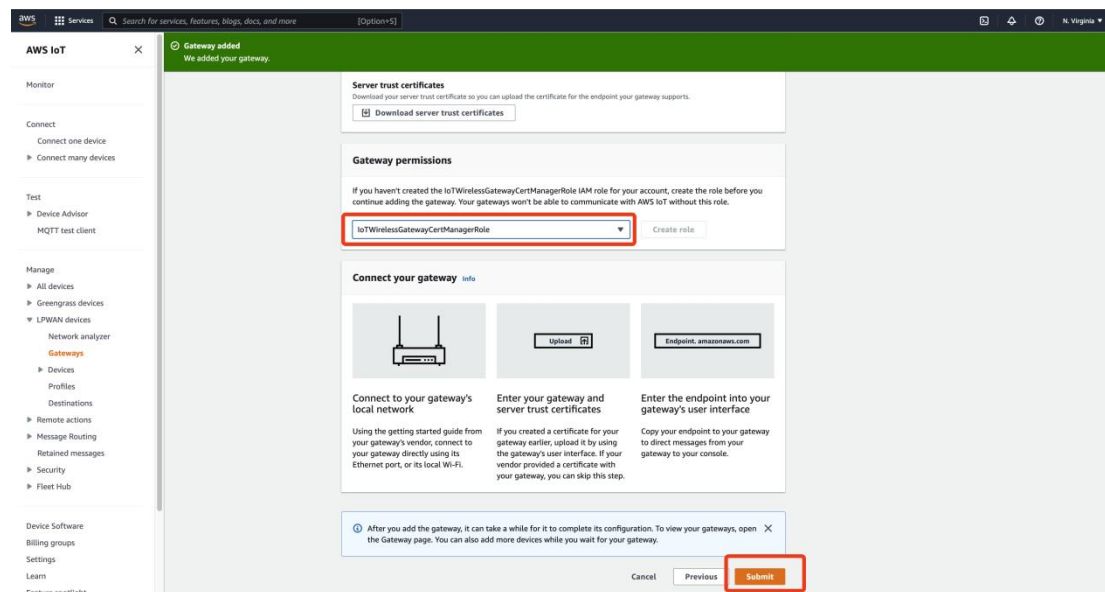 aws
Services
Search for services, features, blogs, docs, and more
[Option+S]
N. Virginia
AWS IoT
Gateway added
We added your gateway.
Monitor
Connect
Connect one device
Connect many devices
Test
Device Advisor
MQTT test client
Manage
All devices
Greengrass devices
LPWAN devices
Network analyzer
Gateways
Devices
Profiles
Destinations
Remote actions
Message Routing
Retained messages
Security
Fleet Hub
Device Software
Billing groups
Settings
Learn
Feature spotlight
Server trust certificates
Download your server trust certificate so you can upload the certificate for the endpoint your gateway supports.
Download server trust certificates
Gateway permissions
If you haven't created the IoTWirelessGatewayCertManagerRole IAM role for your account, create the role before you
continue adding the gateway. Your gateways won't be able to communicate with AWS IoT without this role.
IoTWirelessGatewayCertManagerRole
Create role
Connect your gateway Info
Upload
Endpoint. amazonaws.com
Connect to your gateway's
local network
Using the getting started guide from
your gateway's vendor, connect to
your gateway directly using its
Ethernet port, or its local Wi-Fi.
Enter your gateway and
server trust certificates
If you created a certificate for your
gateway earlier, upload it by using
the gateway's user interface. If your
vendor provided a certificate with
your gateway, you can skip this step.
Enter the endpoint into your
gateway's user interface
Copy your endpoint to your gateway
to direct messages from your
gateway to your console.
After you add the gateway, it can take a while for it to complete its configuration. To view your gateways, open
the Gateway page. You can also add more devices while you wait for your gateway.
Cancel
Previous
Submit